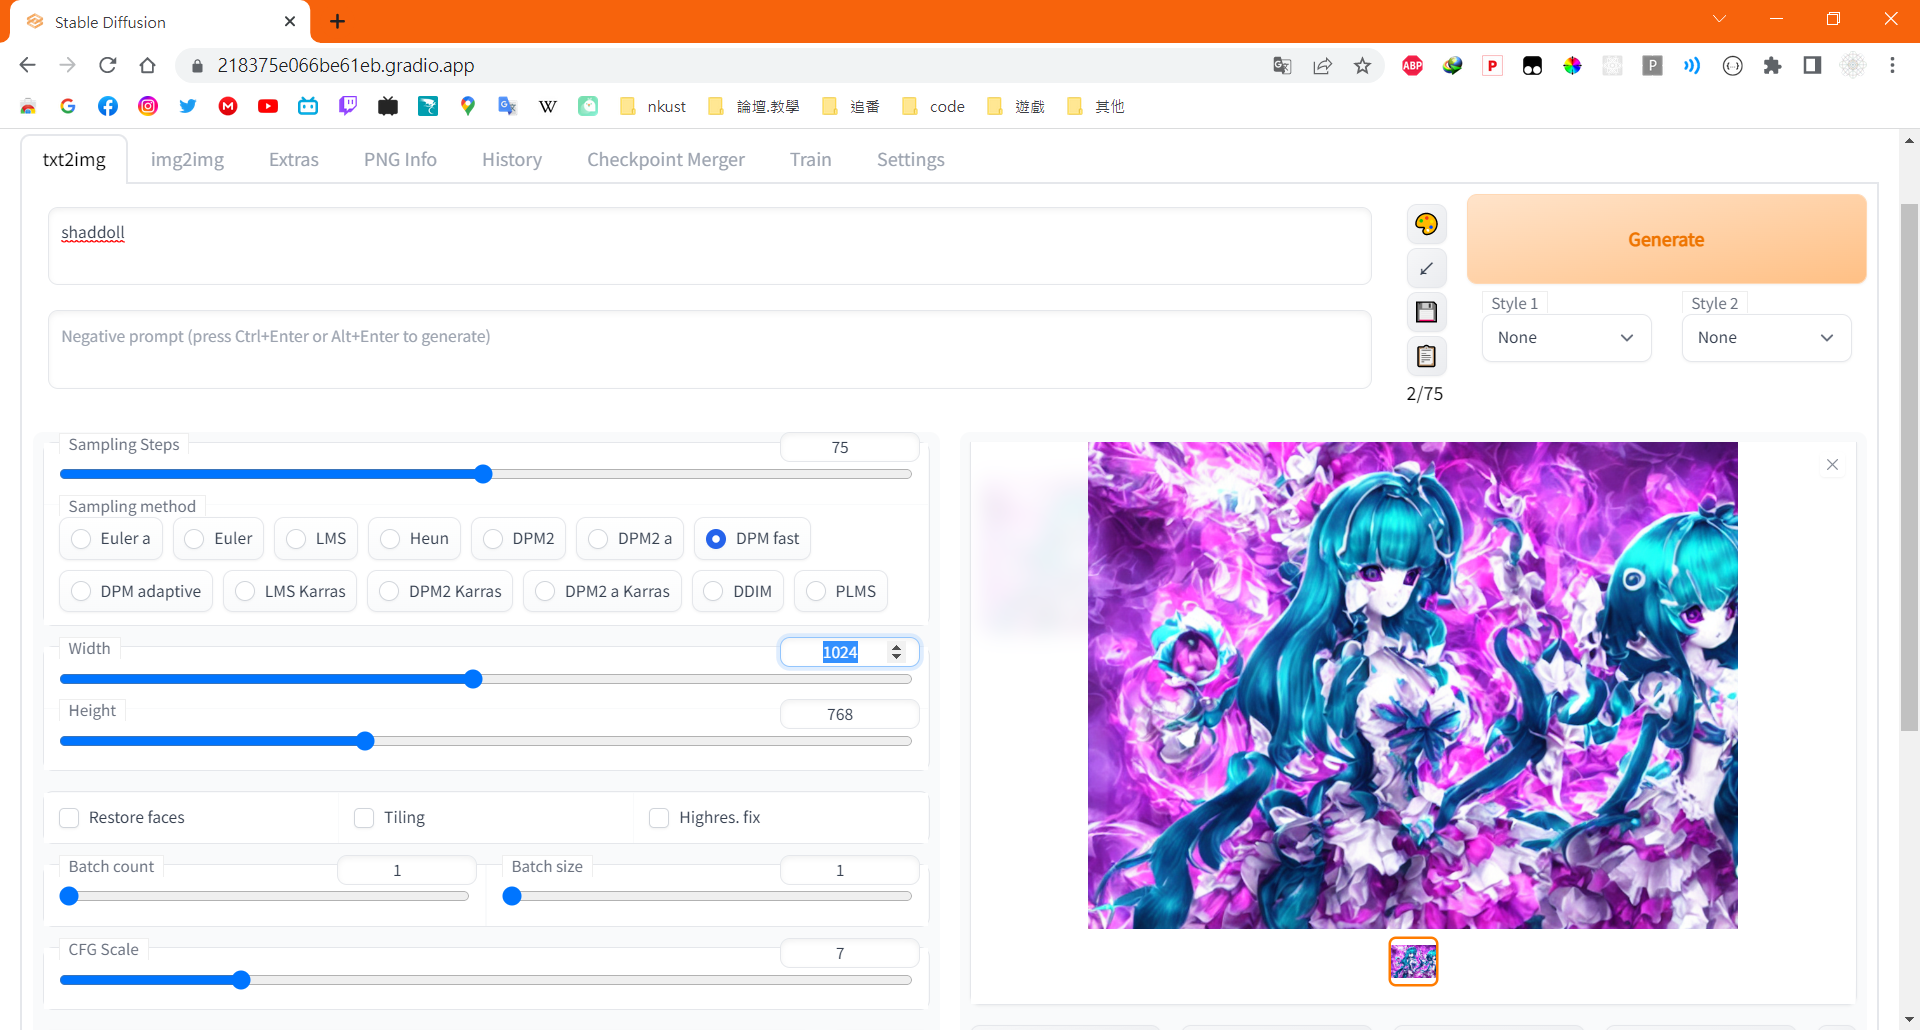 Stable Diffusion
218375e066be61eb.gradio.app
ABP
P
P
G
M
W
nkust
論壇.教學
追番
code
遊戲
其他
txt2img
img2img
Extras
PNG Info
History
Checkpoint Merger
Train
Settings
shaddoll
Negative prompt (press Ctrl+Enter or Alt+Enter to generate)
2/75
Generate
Style 1
Style 2
None
None
Sampling Steps
75
Sampling method
Euler a
Euler
LMS
Heun
DPM2
DPM2 a
DPM fast
DPM adaptive
LMS Karras
DPM2 Karras
DPM2 a Karras
DDIM
PLMS
Width
1024
Height
768
Restore faces
Tiling
Highres. fix
Batch count
1
Batch size
1
CFG Scale
7